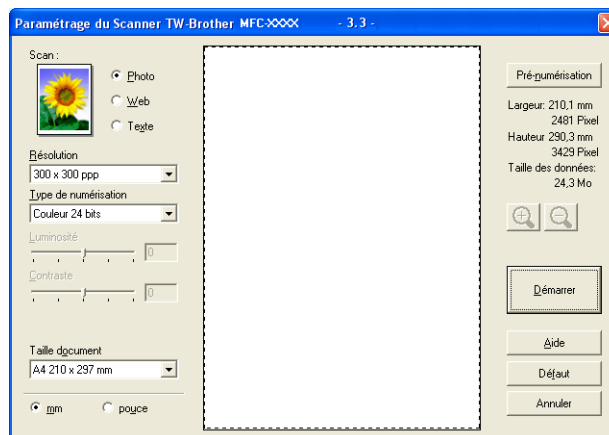 Paramétrage du Scanner TW-Brother MFC-XXXX - 3.3 -
Scan :
Photo
Web
Texte
Résolution
300 x 300 ppp
Type de numérisation
Couleur 24 bits
Luminosité
0
Contraste
0
Taille document
A4 210 x 297 mm
mm
pouce
Pré-numérisation
Largeur: 210,1 mm
2481 Pixel
Hauteur 290,3 mm
3429 Pixel
Taille des données:
24,3 Mo
Démarrer
Aide
Défaut
Annuler